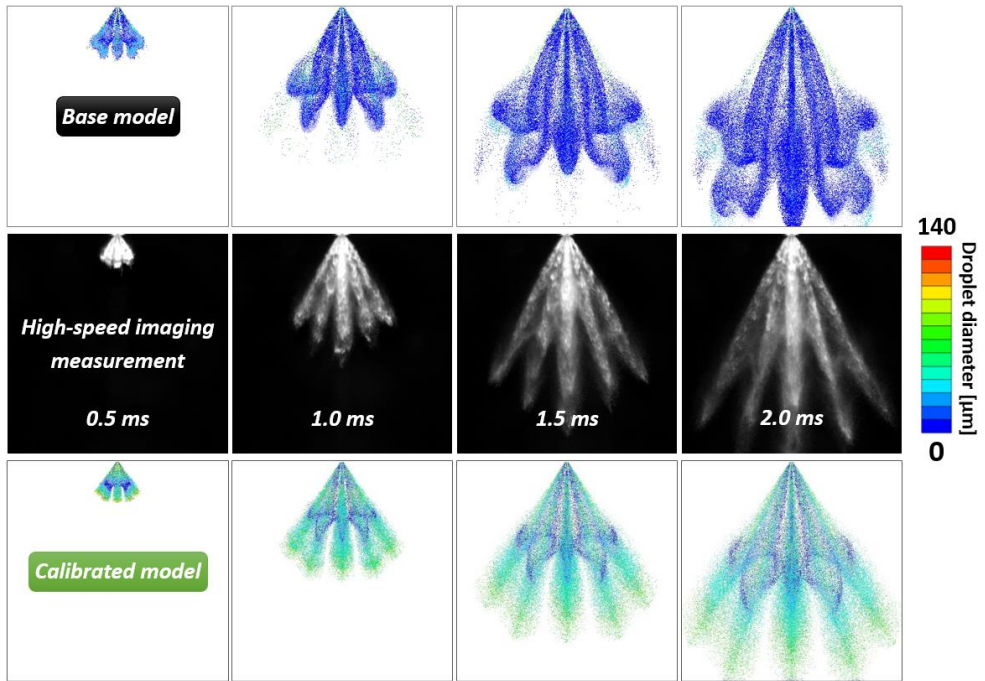 Base model
High-speed imaging
measurement
0.5 ms
1.0 ms
1.5 ms
2.0 ms
140
Droplet diameter [µm]
0
Calibrated model